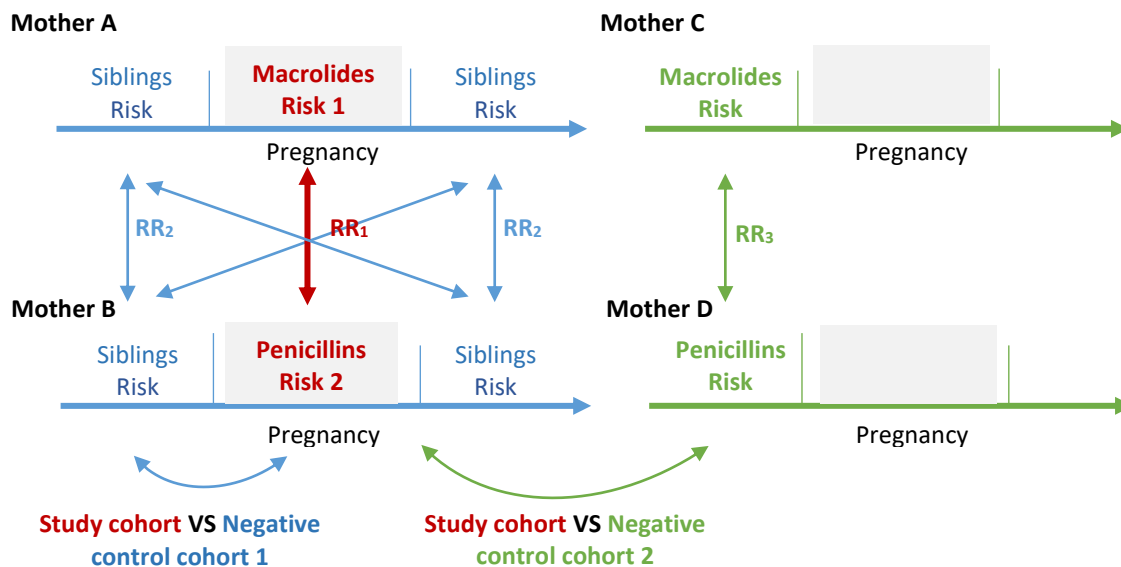 Mother A
Siblings
Risk
Macrolides
Risk 1
Siblings
Risk
Pregnancy
RR2
RR1
RR2
Mother B
Siblings
Risk
Penicillins
Risk 2
Siblings
Risk
Pregnancy
Mother C
Macrolides
Risk
Pregnancy
RR3
Mother D
Penicillins
Risk
Pregnancy
Study cohort VS Negative
control cohort 1
Study cohort VS Negative
control cohort 2